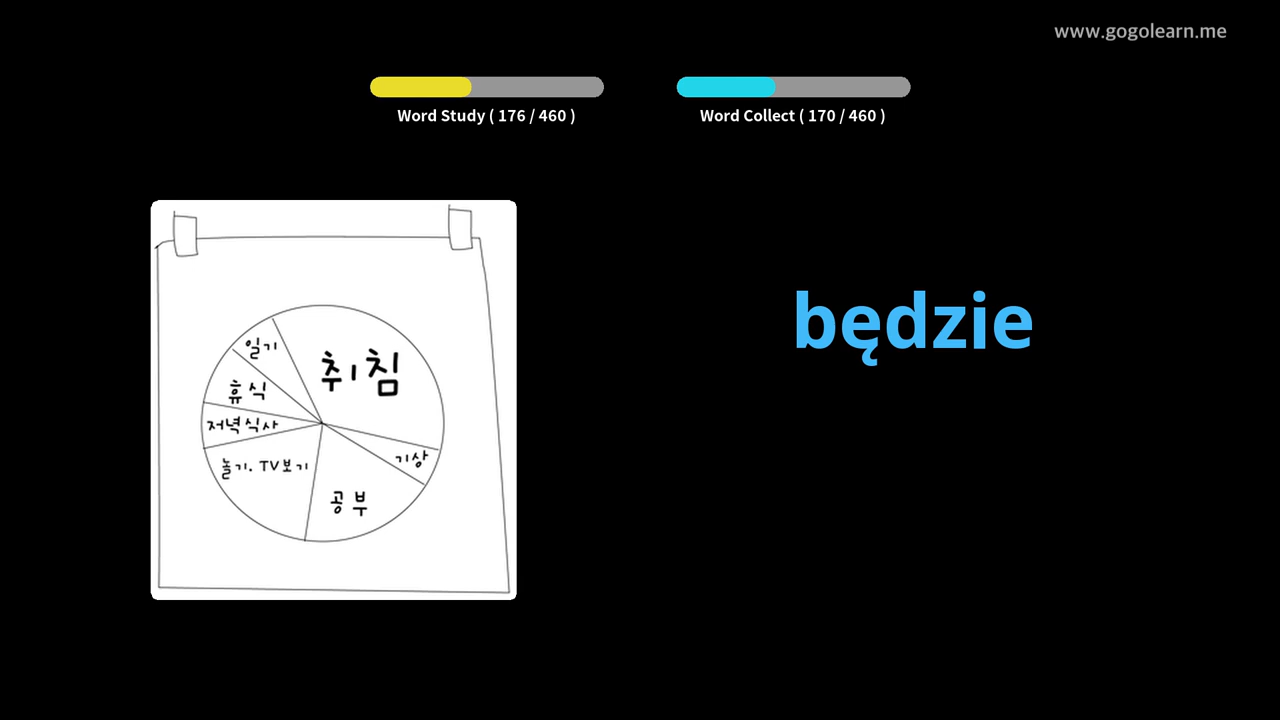 www.gogolearn.me
Word Study ( 176 / 460 )
Word Collect ( 170 / 460 )
będzie
일기
취침
휴식
저녁식사
놀기. TV보기
기상
공부